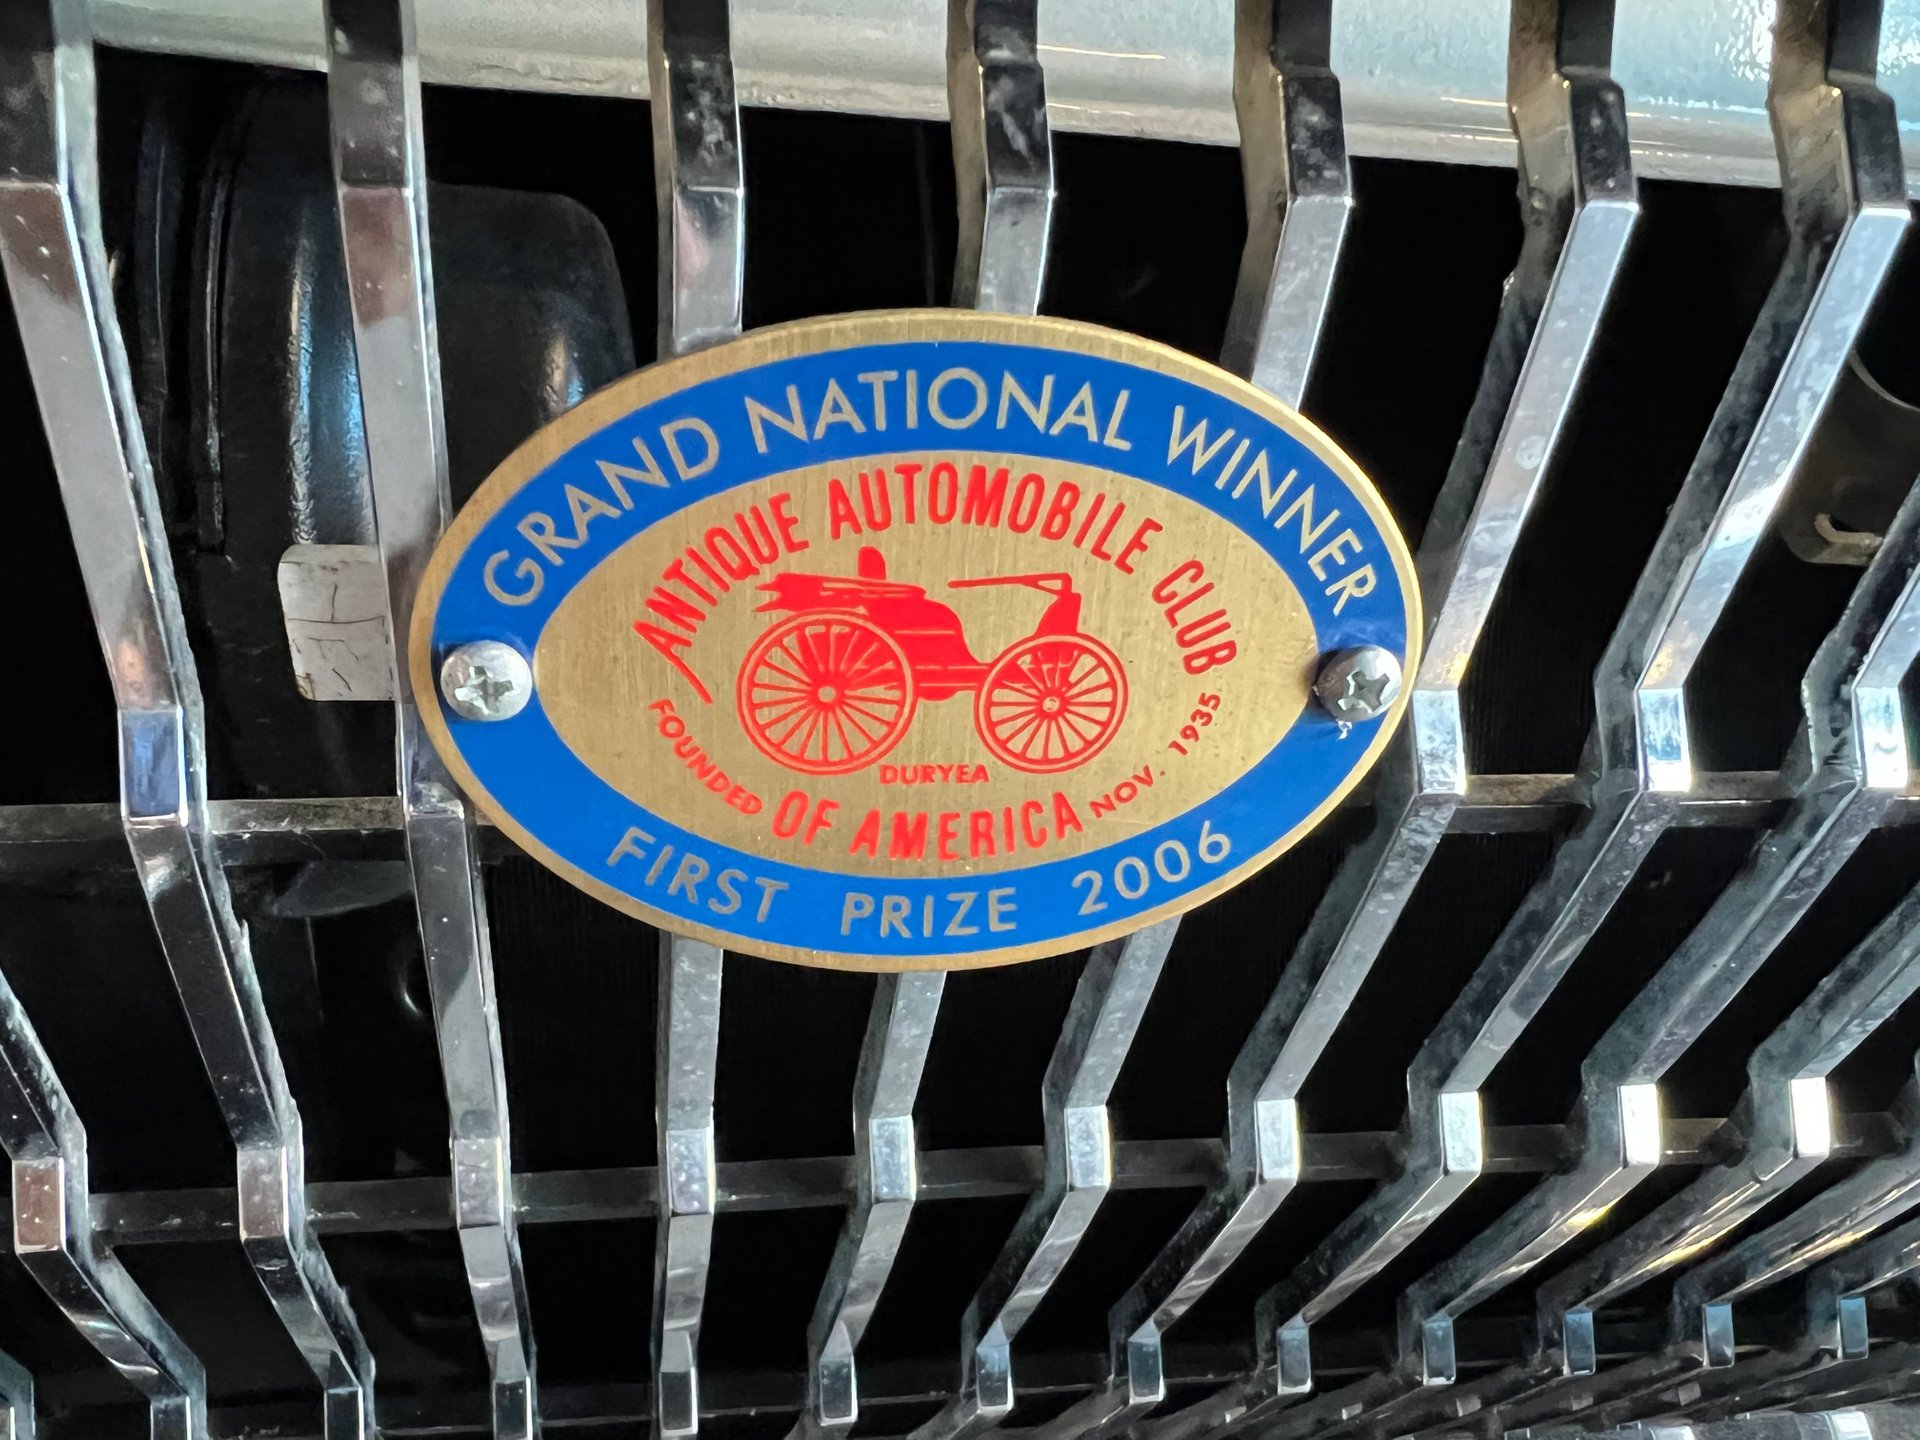 GRAND NATIONAL WINNER
ANTIQUE AUTOMOBILE CLUB
DURYEA
OF AMERICA
FOUNDED NOV. 1935
FIRST PRIZE 2006